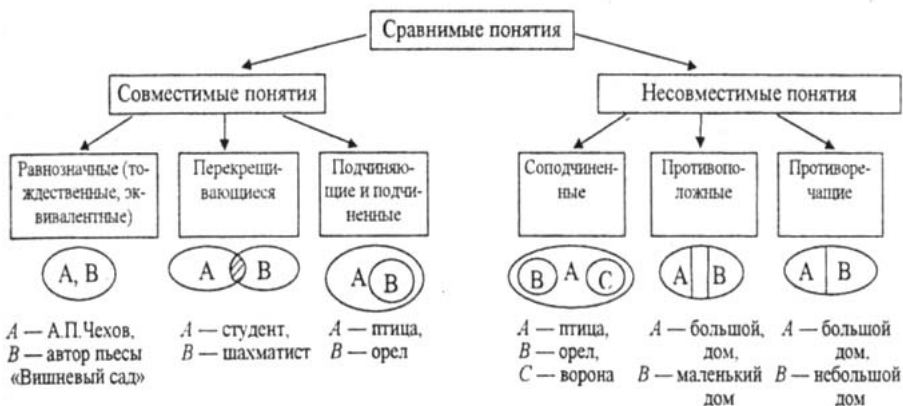 Сравнимые понятия
Совместимые понятия
Несовместимые понятия
Равнозначные (то-
ждественные, эк-
вивалентные)
Перекрещи-
вающиеся
Подчиняю-
щие и подчи-
ненные
Соподчинен-
ные
Противопо-
ложные
Противоре-
чащие
A, B
A B
A B
B A C
A B
A B
A — А.П.Чехов,
B — автор пьесы
«Вишневый сад»
A — студент,
B — шахматист
A — птица,
B — орел
A — птица,
B — орел,
C — ворона
A — большой,
дом,
B — маленький
дом
A — большой
дом,
B — небольшой
дом